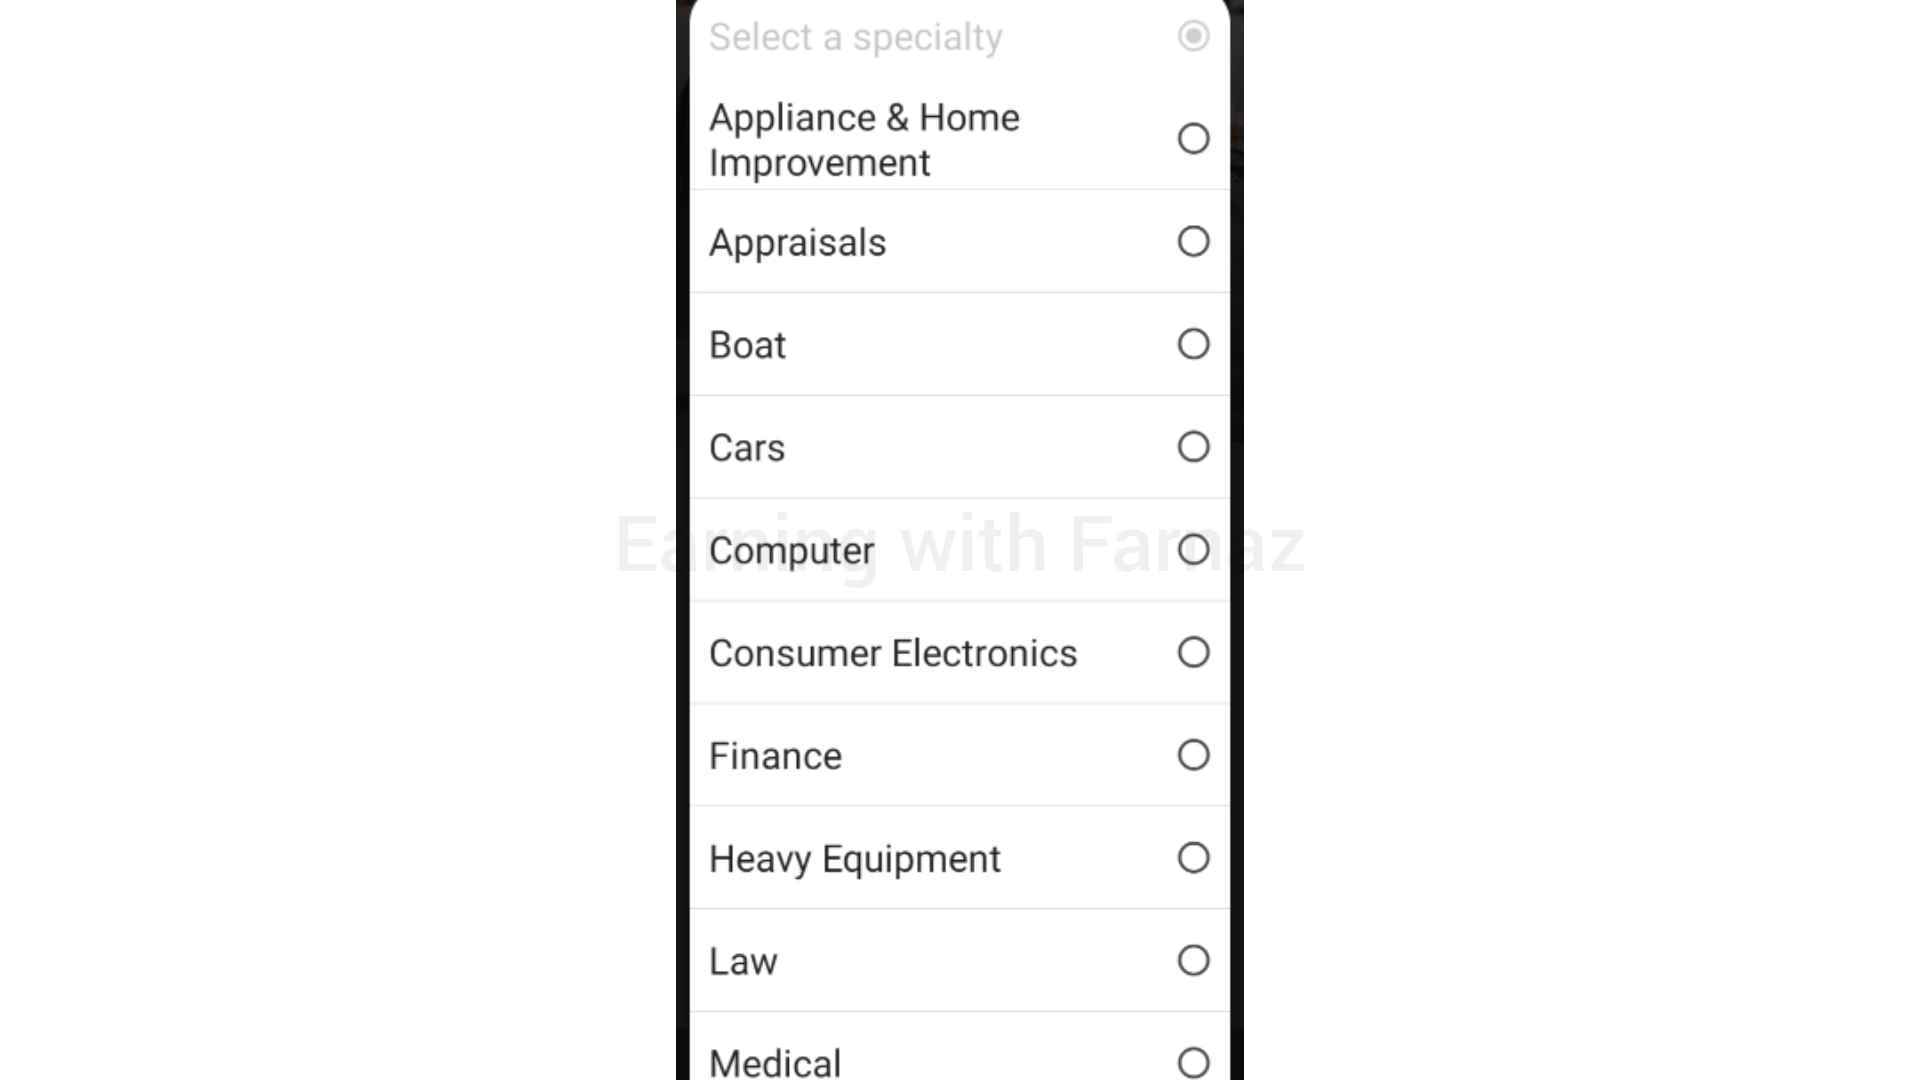 Select a specialty
Appliance & Home
Improvement
Appraisals
Boat
Cars
Earning with Farnaz
Computer
Consumer Electronics
Finance
Heavy Equipment
Law
Medical